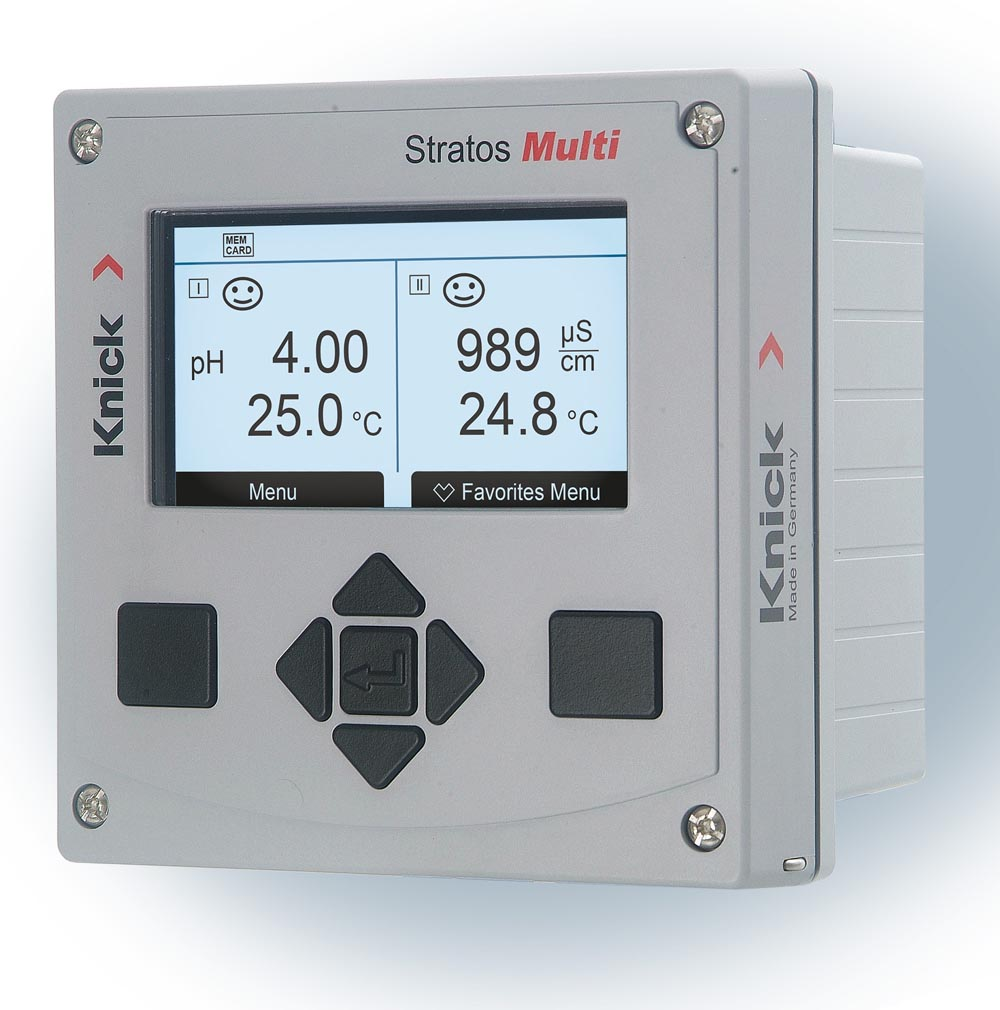 Stratos Multi
Knick
MEM
CARD
I
pH 4.00
25.0 °C
II
989 µS
cm
24.8 °C
Menu
Favorites Menu
Knick
Made in Germany